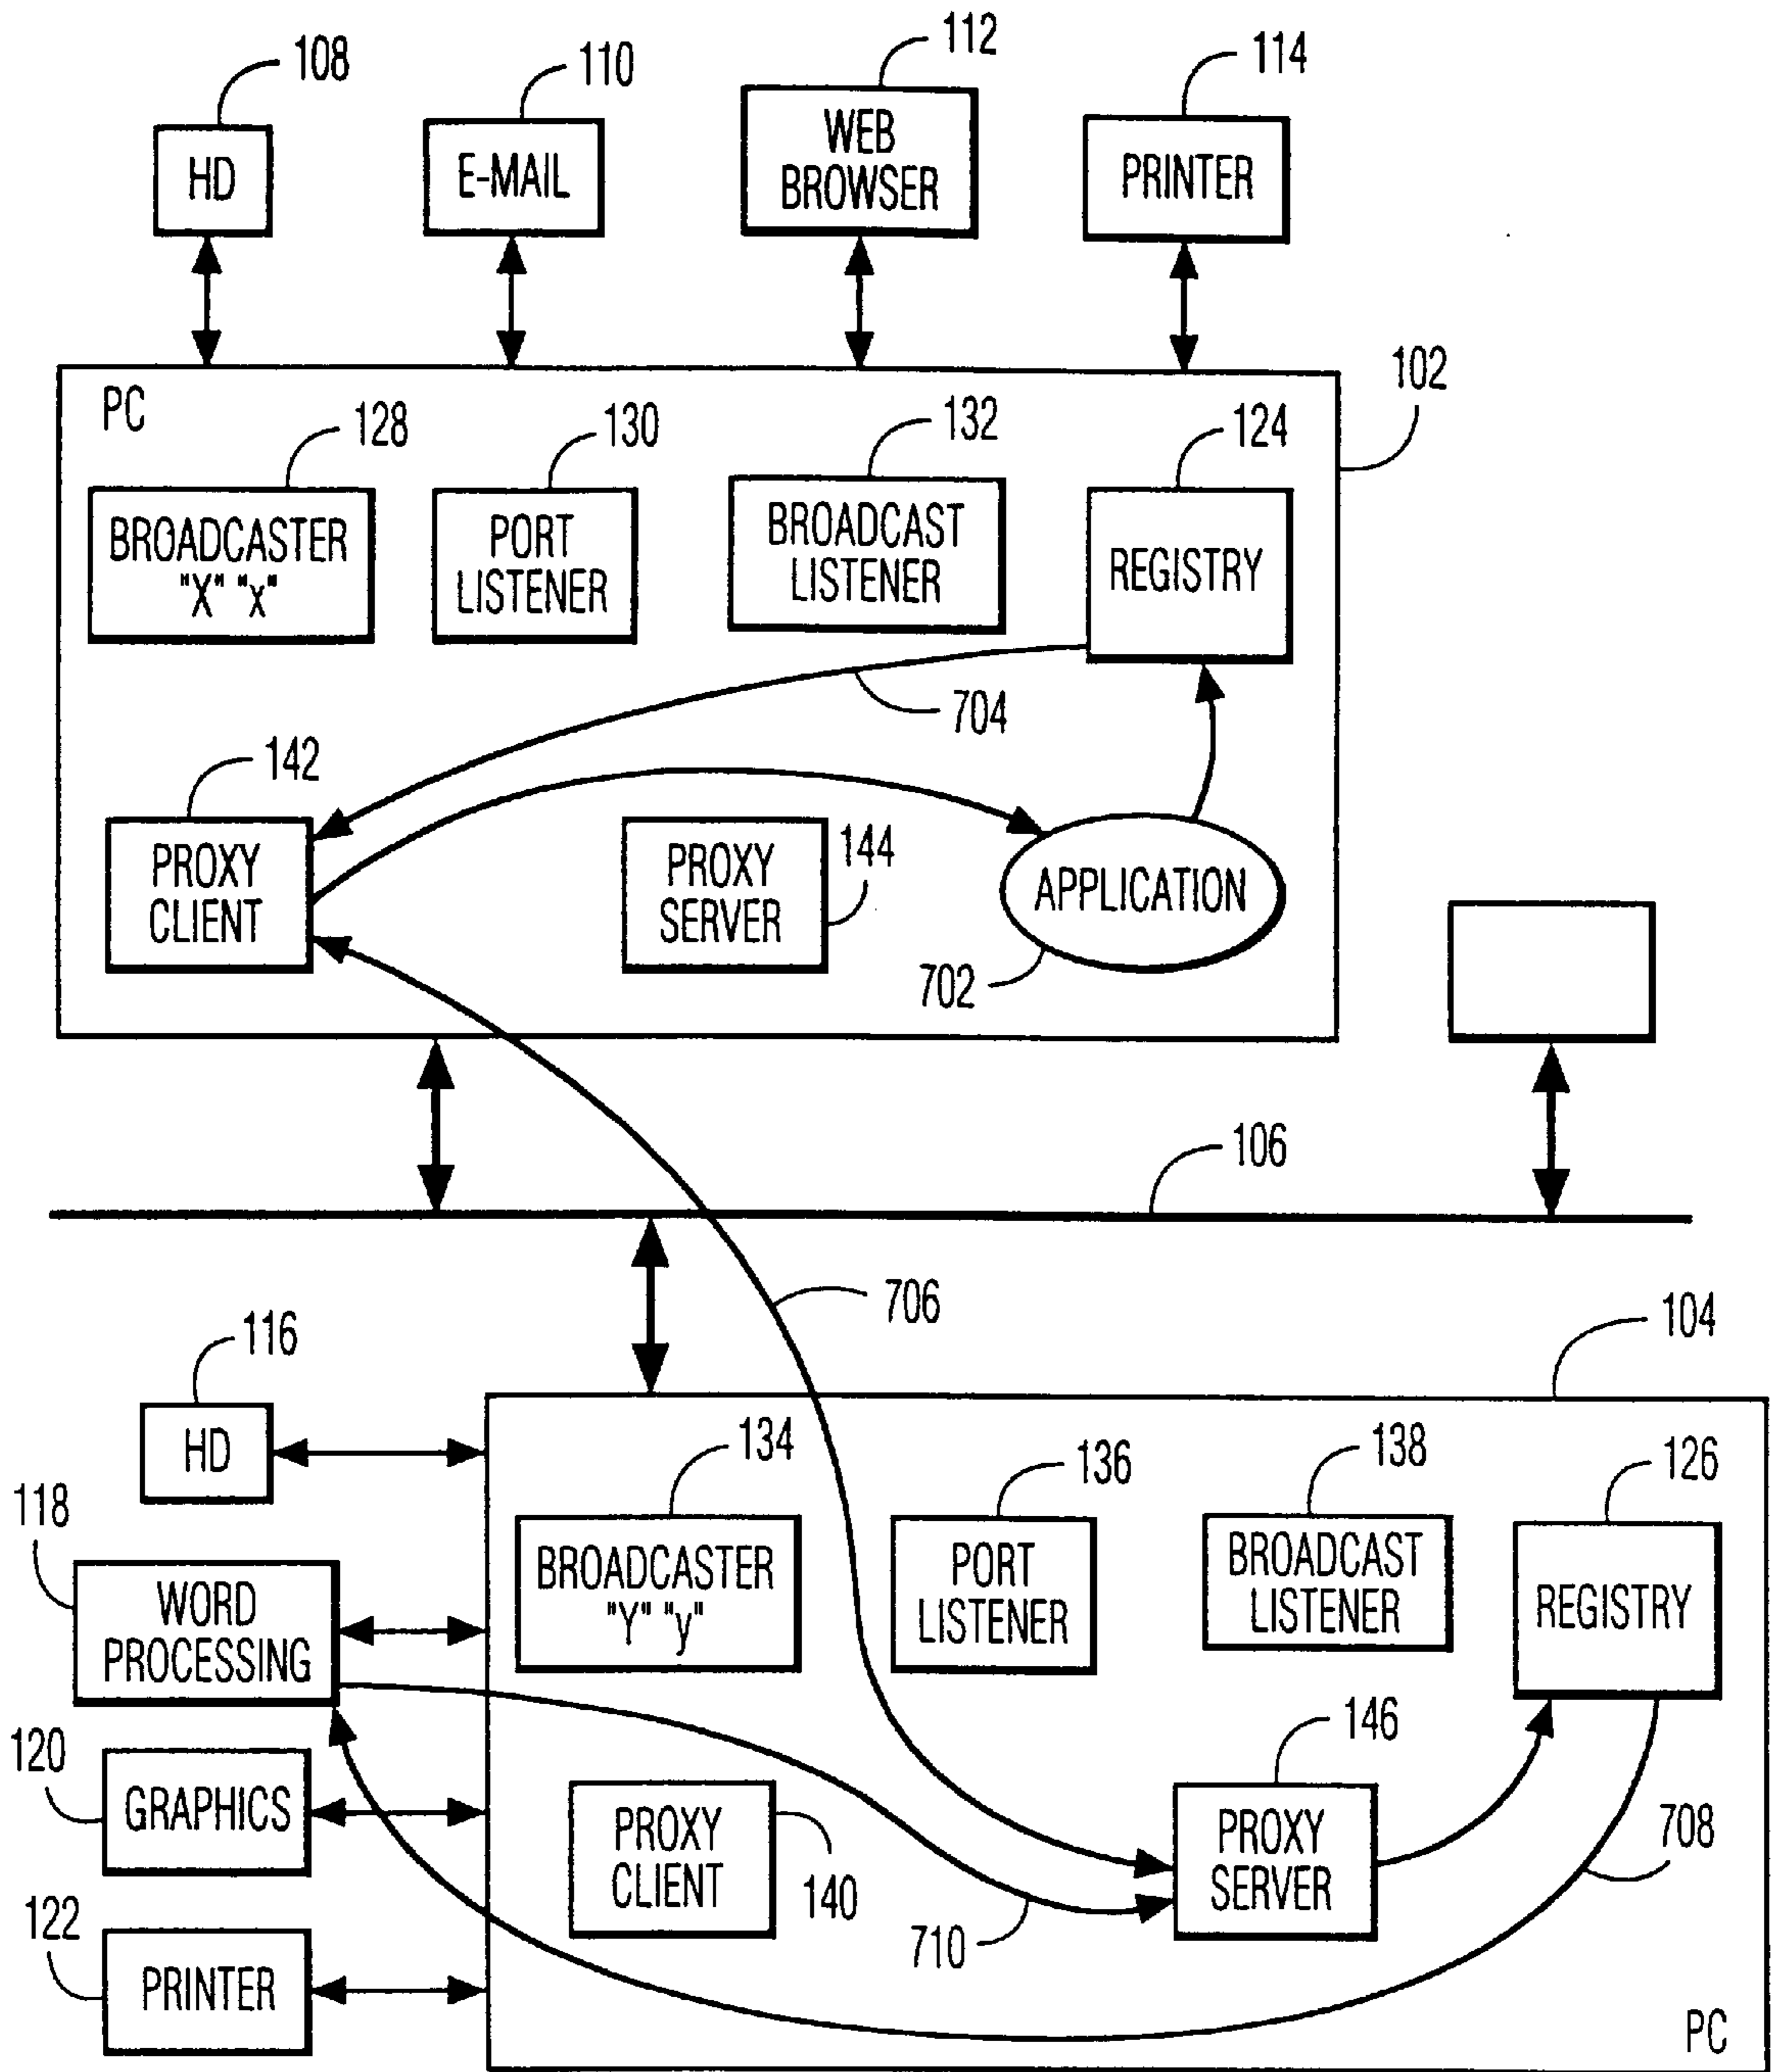 108
110
112
114
HD
E-MAIL
WEB
BROWSER
PRINTER
102
PC
128
130
132
124
BROADCASTER
"X" "x"
PORT
LISTENER
BROADCAST
LISTENER
REGISTRY
704
142
PROXY
CLIENT
PROXY
SERVER
144
APPLICATION
702
106
706
104
116
HD
134
136
138
126
118
WORD
PROCESSING
BROADCASTER
"Y" "y"
PORT
LISTENER
BROADCAST
LISTENER
REGISTRY
146
120
GRAPHICS
PROXY
CLIENT
140
PROXY
SERVER
708
710
122
PRINTER
PC